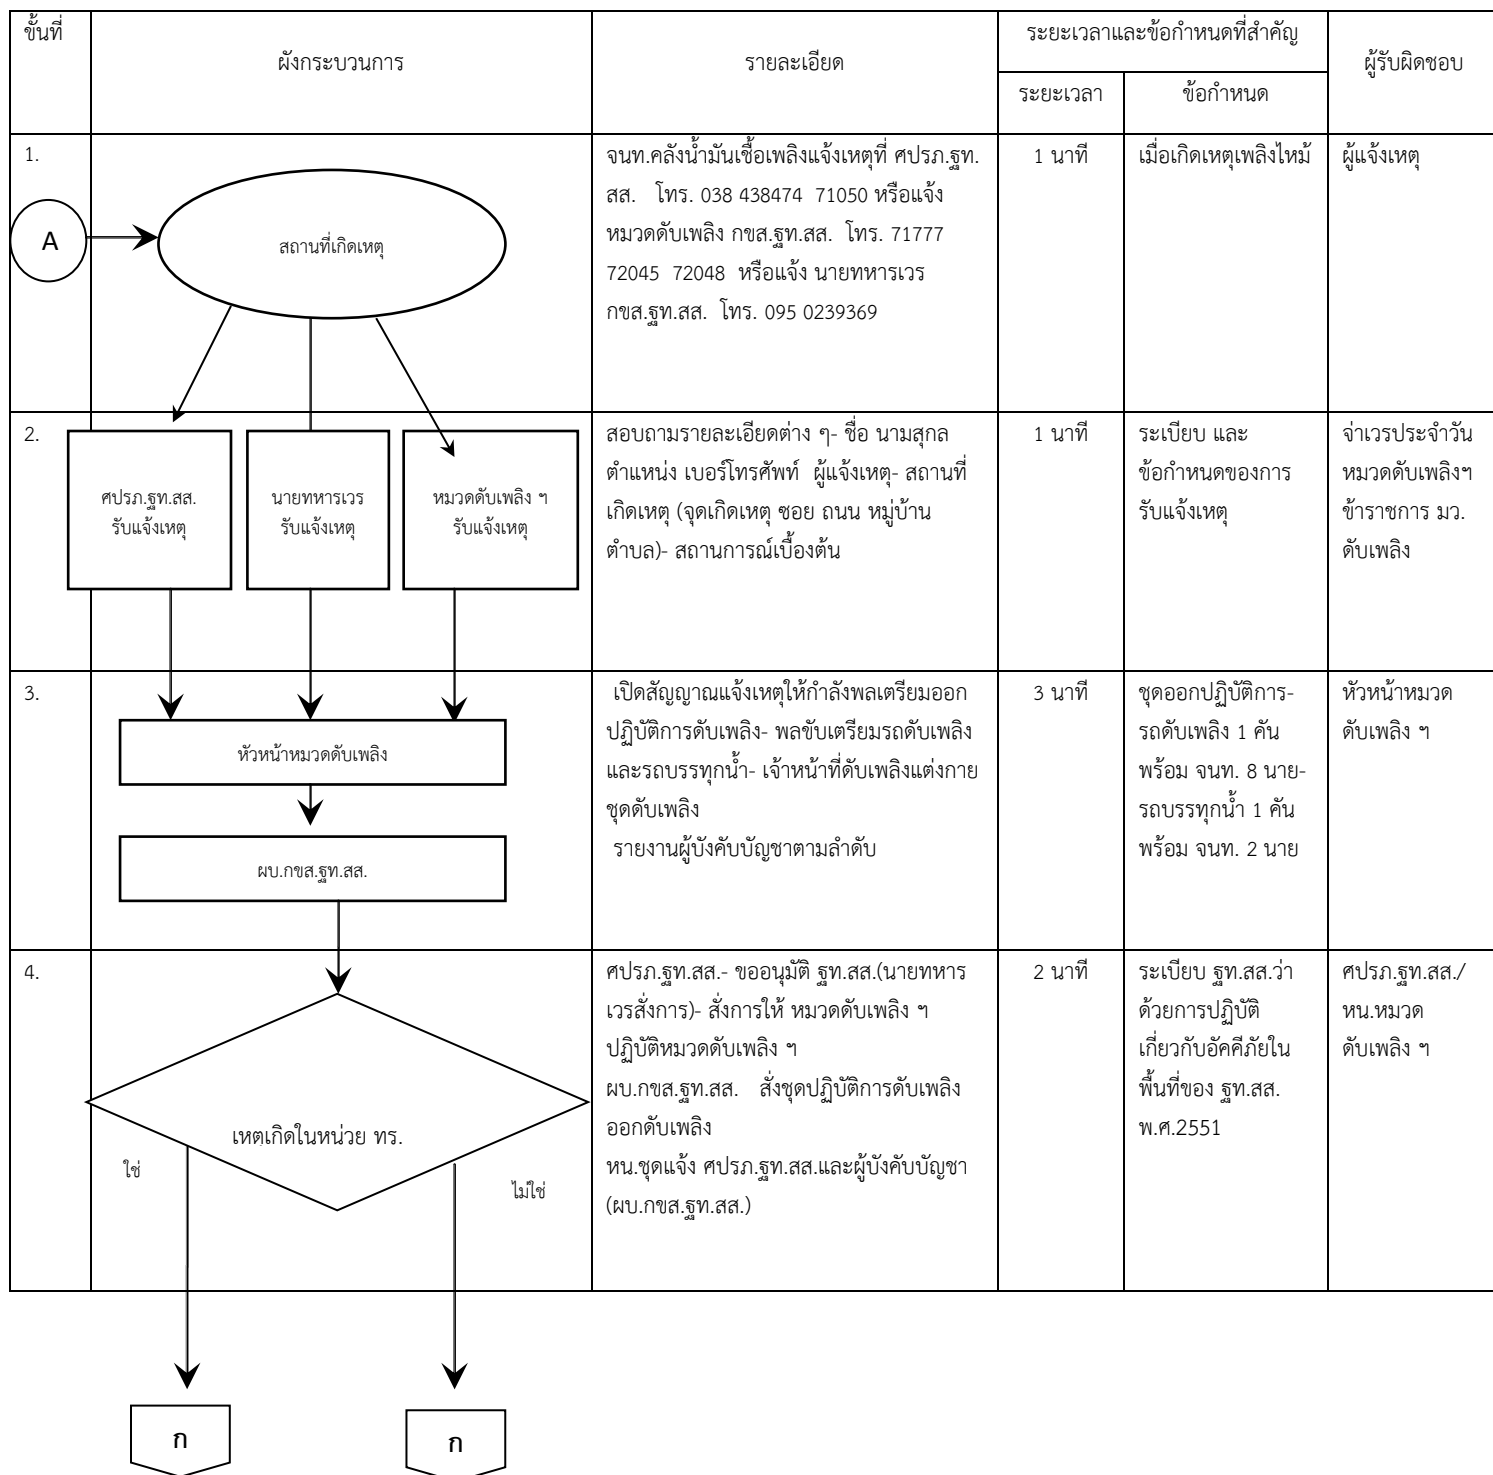 ขั้นที่
ผังกระบวนการ
รายละเอียด
ระยะเวลาและข้อกำหนดที่สำคัญ
ผู้รับผิดชอบ
ระยะเวลา
ข้อกำหนด
1.
A
สถานที่เกิดเหตุ
จนท.คลังน้ำมันเชื้อเพลิงแจ้งเหตุที่ ศปรภ.ฐท.
สส. โทร. 038 438474 71050 หรือแจ้ง
หมวดดับเพลิง กขส.ฐท.สส. โทร. 71777
72045 72048 หรือแจ้ง นายทหารเวร
กขส.ฐท.สส. โทร. 095 0239369
1 นาที
เมื่อเกิดเหตุเพลิงไหม้
ผู้แจ้งเหตุ
2.
ศปรภ.ฐท.สส.
รับแจ้งเหตุ
นายทหารเวร
รับแจ้งเหตุ
หมวดดับเพลิง ฯ
รับแจ้งเหตุ
สอบถามรายละเอียดต่าง ๆ- ชื่อ นามสุกล
ตำแหน่ง เบอร์โทรศัพท์ ผู้แจ้งเหตุ- สถานที่
เกิดเหตุ (จุดเกิดเหตุ ซอย ถนน หมู่บ้าน
ตำบล)- สถานการณ์เบื้องต้น
1 นาที
ระเบียบ และ
ข้อกำหนดของการ
รับแจ้งเหตุ
จ่าเวรประจำวัน
หมวดดับเพลิงฯ
ข้าราชการ มว.
ดับเพลิง
3.
หัวหน้าหมวดดับเพลิง
ผบ.กขส.ฐท.สส.
เปิดสัญญาณแจ้งเหตุให้กำลังพลเตรียมออก
ปฏิบัติการดับเพลิง- พลขับเตรียมรถดับเพลิง
และรถบรรทุกน้ำ- เจ้าหน้าที่ดับเพลิงแต่งกาย
ชุดดับเพลิง
รายงานผู้บังคับบัญชาตามลำดับ
3 นาที
ชุดออกปฏิบัติการ-
รถดับเพลิง 1 คัน
พร้อม จนท. 8 นาย-
รถบรรทุกน้ำ 1 คัน
พร้อม จนท. 2 นาย
หัวหน้าหมวด
ดับเพลิง ฯ
4.
เหตุเกิดในหน่วย ทร.
ใช่
ไม่ใช่
ศปรภ.ฐท.สส.- ขออนุมัติ ฐท.สส.(นายทหาร
เวรสั่งการ)- สั่งการให้ หมวดดับเพลิง ฯ
ปฏิบัติหมวดดับเพลิง ฯ
ผบ.กขส.ฐท.สส. สั่งชุดปฏิบัติการดับเพลิง
ออกดับเพลิง
หน.ชุดแจ้ง ศปรภ.ฐท.สส.และผู้บังคับบัญชา
(ผบ.กขส.ฐท.สส.)
2 นาที
ระเบียบ ฐท.สส.ว่า
ด้วยการปฏิบัติ
เกี่ยวกับอัคคีภัยใน
พื้นที่ของ ฐท.สส.
พ.ศ.2551
ศปรภ.ฐท.สส./
หน.หมวด
ดับเพลิง ฯ
ก
ก